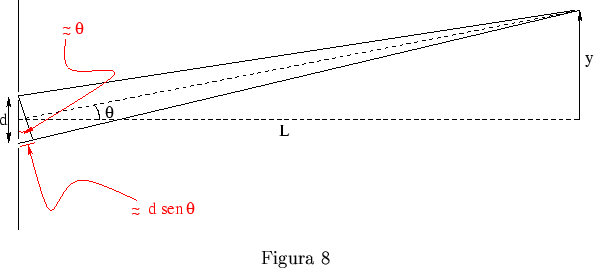 ≈ θ
y
d
θ
L
≈ d sen θ
Figura 8